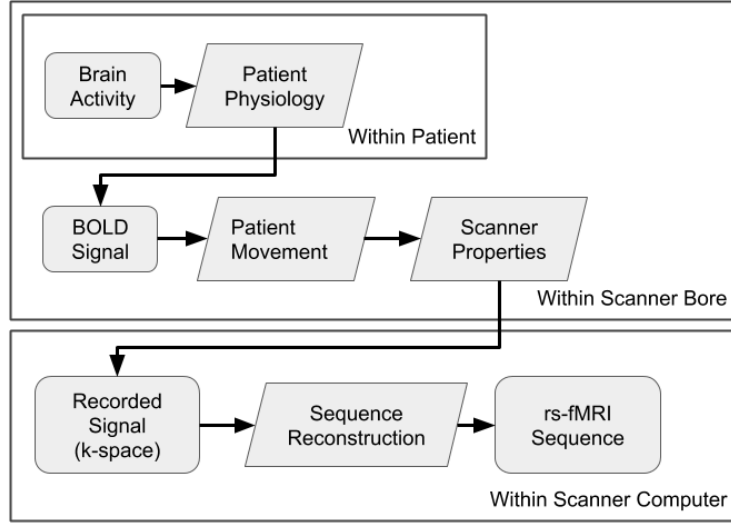 Brain
Activity
Patient
Physiology
Within Patient
BOLD
Signal
Patient
Movement
Scanner
Properties
Within Scanner Bore
Recorded
Signal
(k-space)
Sequence
Reconstruction
rs-fMRI
Sequence
Within Scanner Computer